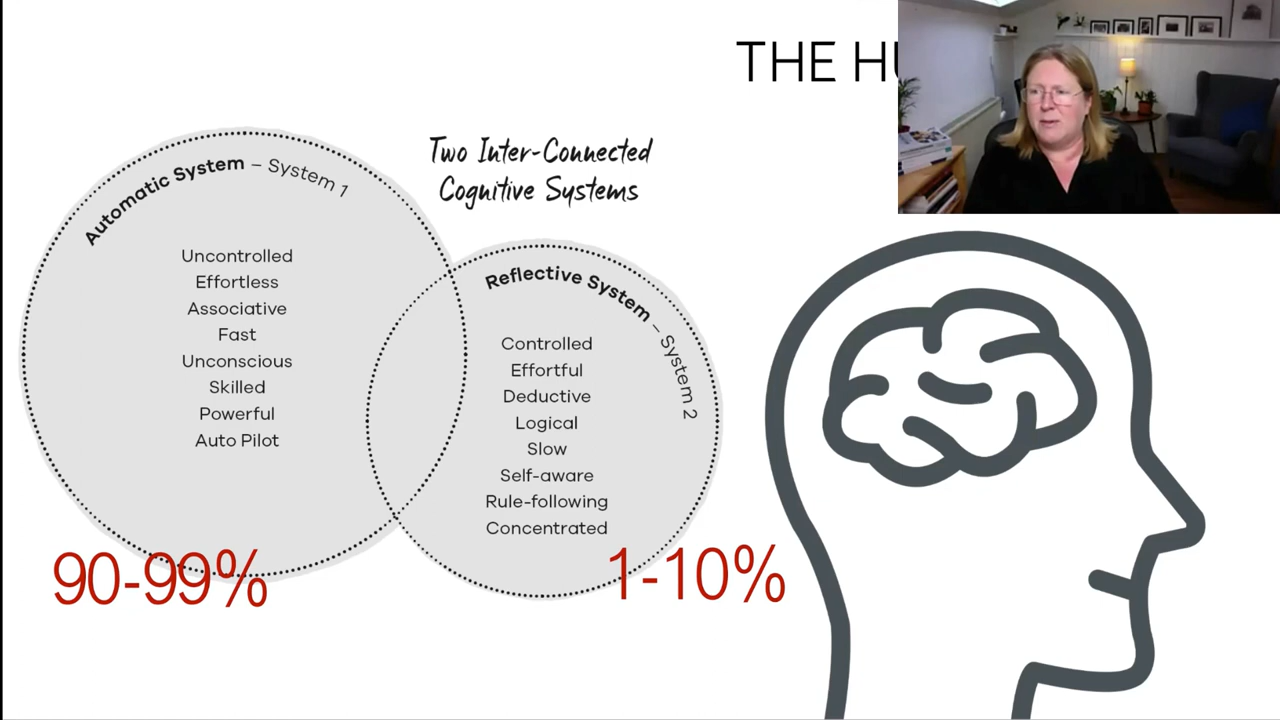 THE HU
Two Inter-Connected
Cognitive Systems
Automatic System – System 1
Uncontrolled
Effortless
Associative
Fast
Unconscious
Skilled
Powerful
Auto Pilot
90-99%
Reflective System – System 2
Controlled
Effortful
Deductive
Logical
Slow
Self-aware
Rule-following
Concentrated
1-10%